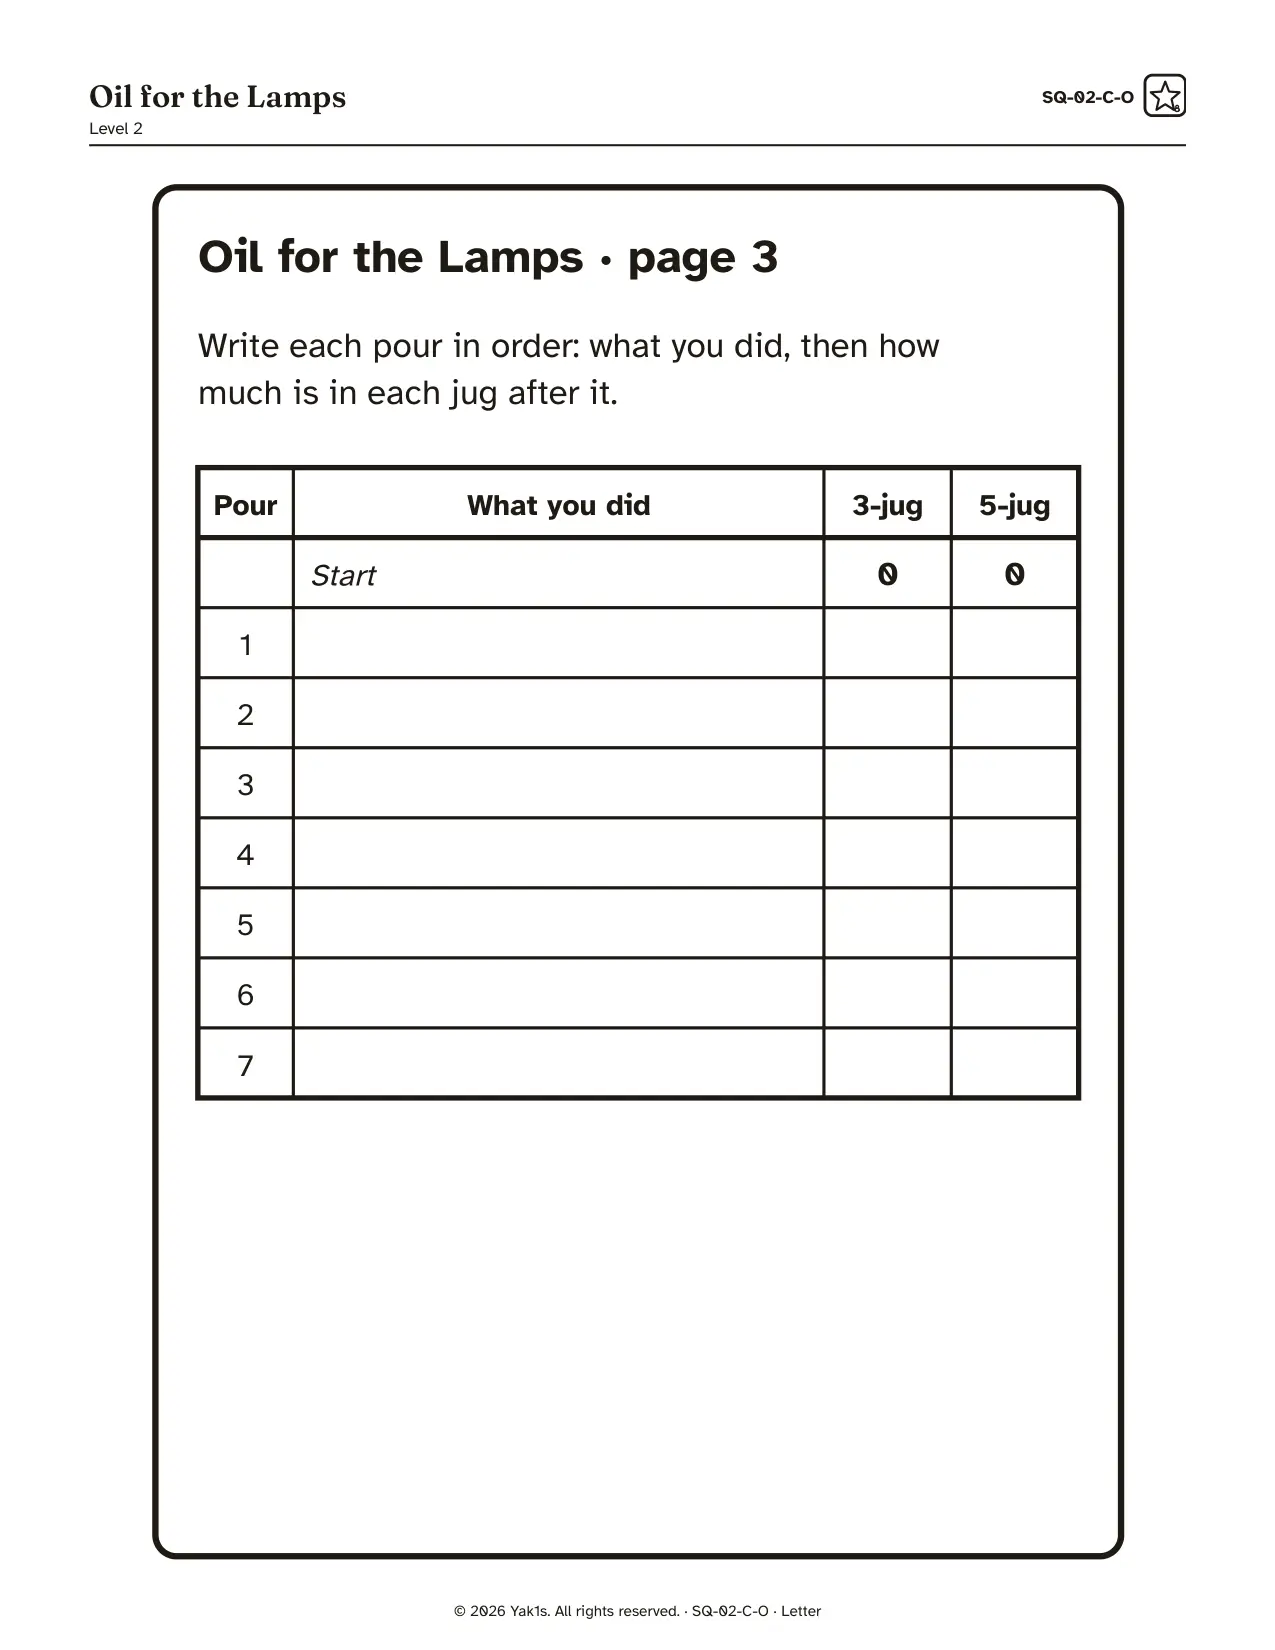 Oil for the Lamps
Level 2
SQ-02-C-O
Oil for the Lamps · page 3
Write each pour in order: what you did, then how
much is in each jug after it.
Pour What you did 3-jug 5-jug
Start 0 0
1
2
3
4
5
6
7
© 2026 Yak1s. All rights reserved. · SQ-02-C-O · Letter